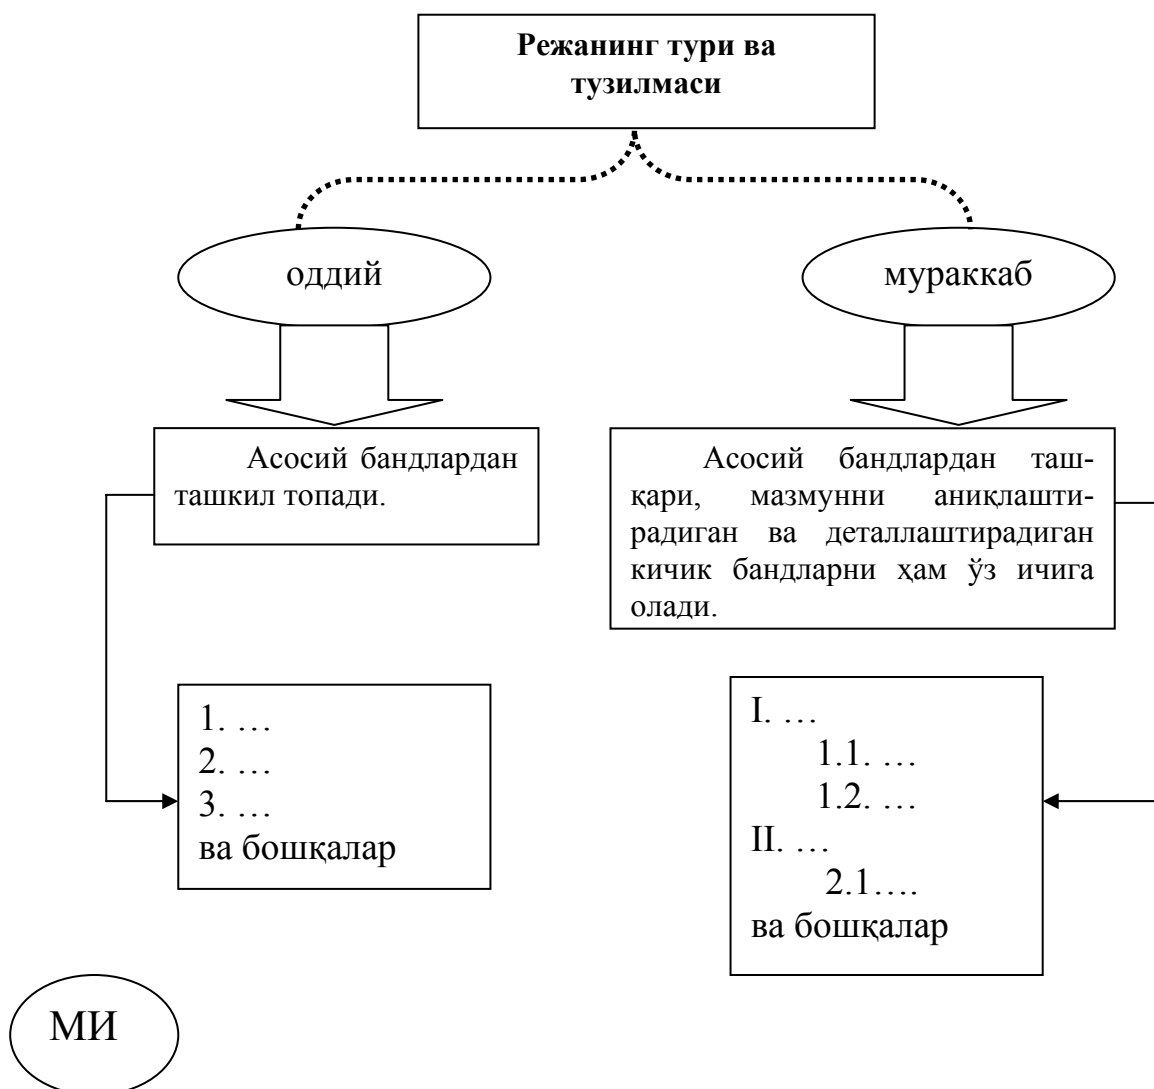 Режанинг тури ва
тузилмаси
оддий
мураккаб
Асосий бандлардан
ташкил топади.
Асосий бандлардан таш-
қари, мазмунни аниқлашти-
радиган ва деталлаштирадиган
кичик бандларни ҳам ўз ичига
олади.
1. …
2. …
3. …
ва бошқалар
I. …
1.1. …
1.2. …
II. …
2.1….
ва бошқалар
МИ